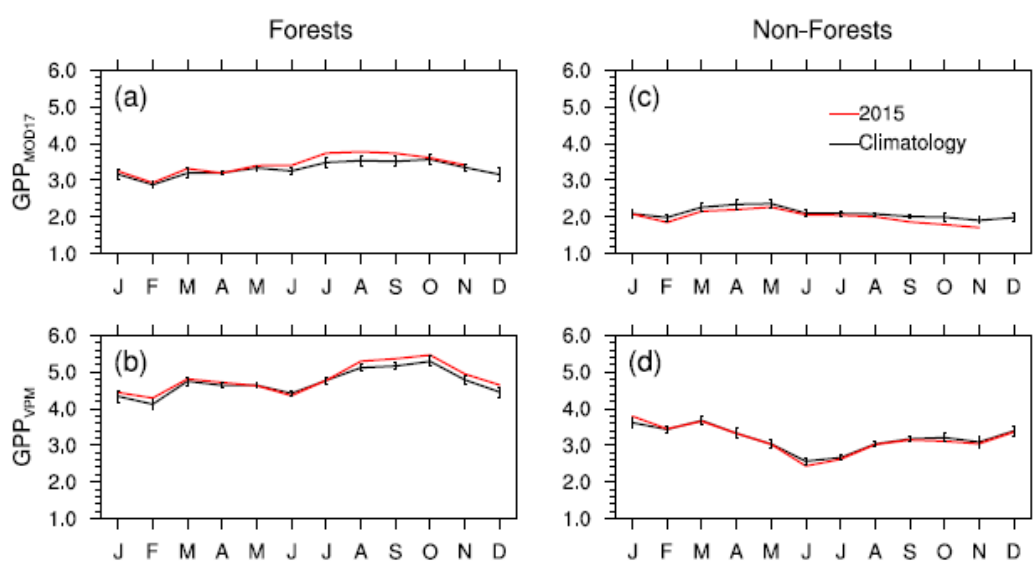 Forests
Non-Forests
6.0
5.0
4.0
3.0
2.0
1.0
GPP_MOD17
(a)
J F M A M J J A S O N D
6.0
5.0
4.0
3.0
2.0
1.0
(c)
2015
Climatology
J F M A M J J A S O N D
6.0
5.0
4.0
3.0
2.0
1.0
GPP_VPM
(b)
J F M A M J J A S O N D
6.0
5.0
4.0
3.0
2.0
1.0
(d)
J F M A M J J A S O N D